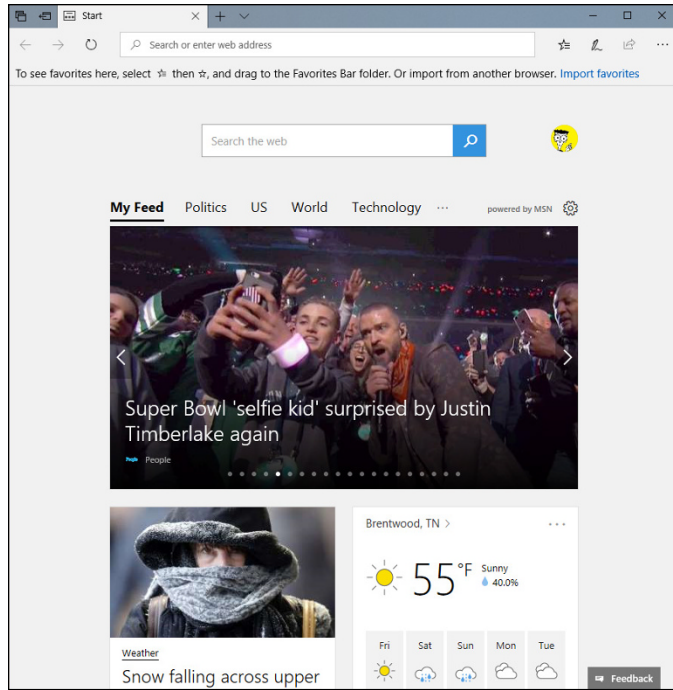 Start
Search or enter web address
To see favorites here, select ☆ then ☆, and drag to the Favorites Bar folder. Or import from another browser. Import favorites
Search the web
My Feed Politics US World Technology ... powered by MSN
Super Bowl 'selfie kid' surprised by Justin
Timberlake again
People People
Brentwood, TN >
55°F Sunny
40.0%
Fri Sat Sun Mon Tue
Weather
Snow falling across upper
Feedback